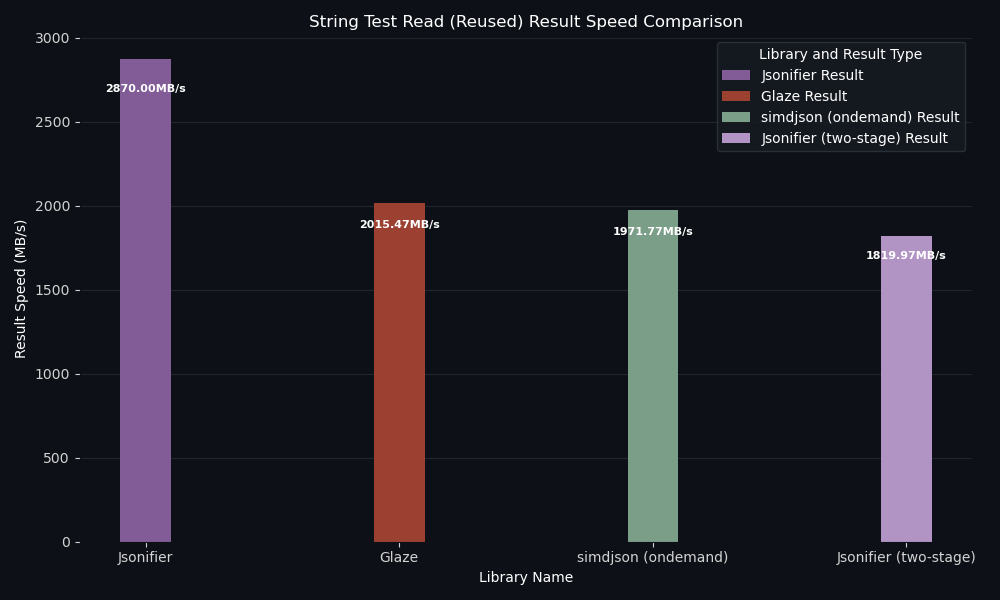 String Test Read (Reused) Result Speed Comparison
Library and Result Type
Jsonifier Result
Glaze Result
simdjson (ondemand) Result
Jsonifier (two-stage) Result
Result Speed (MB/s)
3000
2500
2000
1500
1000
500
0
2870.00MB/s
2015.47MB/s
1971.77MB/s
1819.97MB/s
Jsonifier
Glaze
simdjson (ondemand)
Jsonifier (two-stage)
Library Name